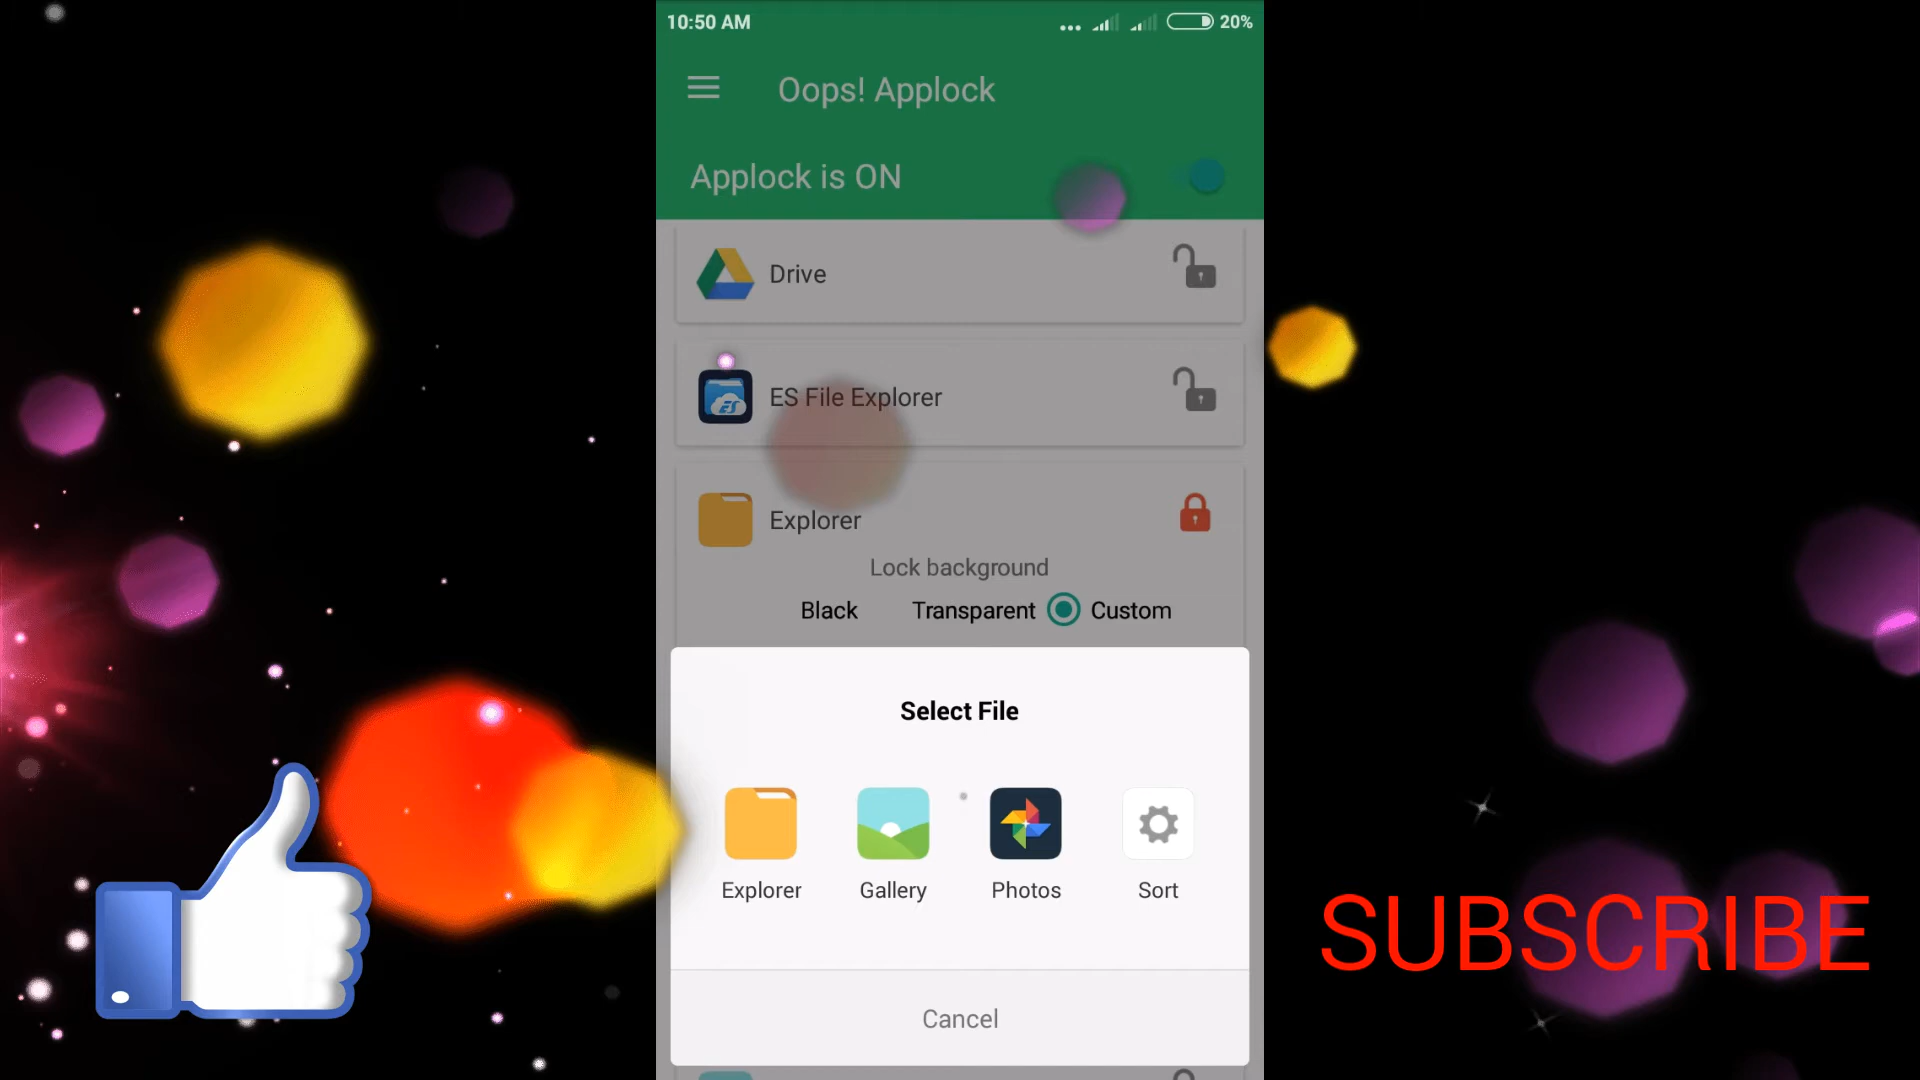 10:50 AM
20%
Oops! Applock
Applock is ON
Drive
ES
ES File Explorer
Explorer
Lock background
Black Transparent Custom
Select File
Explorer Gallery Photos Sort
SUBSCRIBE
Cancel